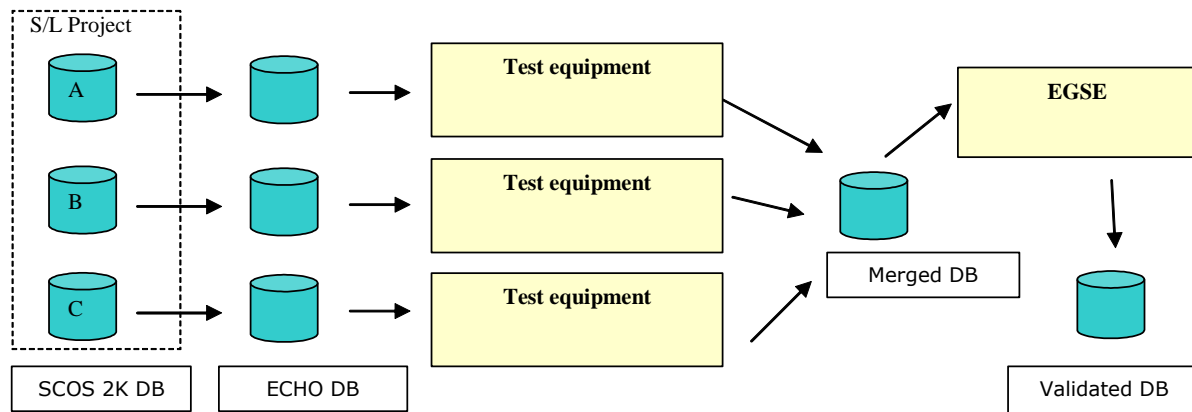 S/L Project
A
Test equipment
EGSE
B
Test equipment
Merged DB
C
Test equipment
SCOS 2K DB
ECHO DB
Validated DB